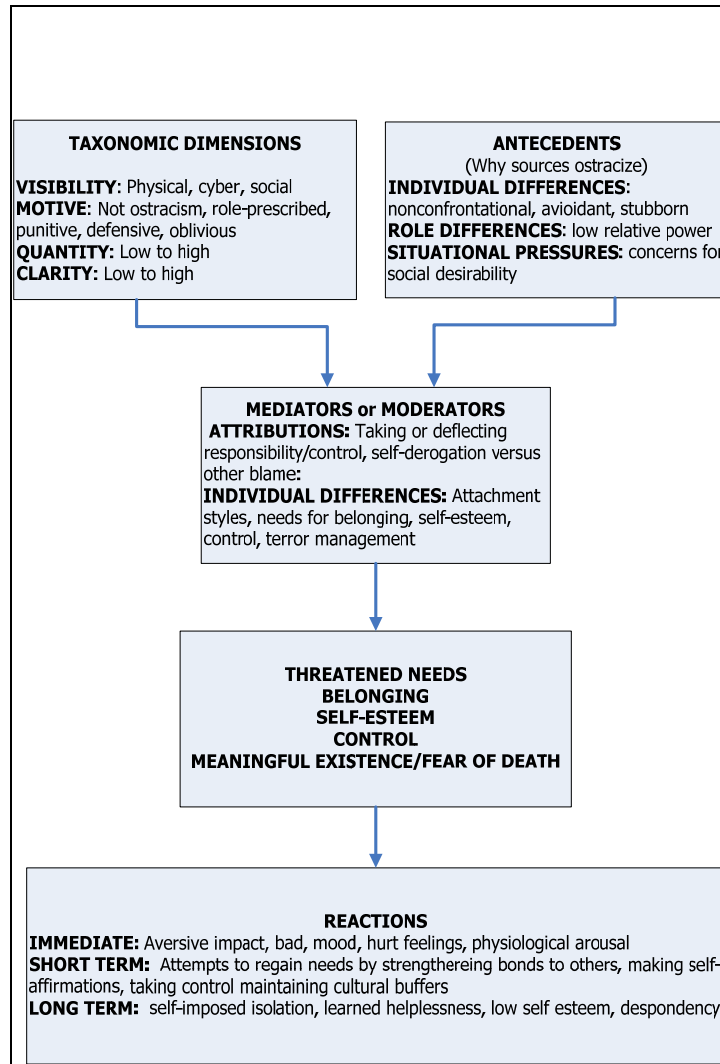 TAXONOMIC DIMENSIONS
VISIBILITY: Physical, cyber, social
MOTIVE: Not ostracism, role-prescribed,
punitive, defensive, oblivious
QUANTITY: Low to high
CLARITY: Low to high
ANTECEDENTS
(Why sources ostracize)
INDIVIDUAL DIFFERENCES:
nonconfrontational, avioidant, stubborn
ROLE DIFFERENCES: low relative power
SITUATIONAL PRESSURES: concerns for
social desirability
MEDIATORS or MODERATORS
ATTRIBUTIONS: Taking or deflecting
responsibility/control, self-derogation versus
other blame:
INDIVIDUAL DIFFERENCES: Attachment
styles, needs for belonging, self-esteem,
control, terror management
THREATENED NEEDS
BELONGING
SELF-ESTEEM
CONTROL
MEANINGFUL EXISTENCE/FEAR OF DEATH
REACTIONS
IMMEDIATE: Aversive impact, bad, mood, hurt feelings, physiological arousal
SHORT TERM: Attempts to regain needs by strengthereing bonds to others, making self-
affirmations, taking control maintaining cultural buffers
LONG TERM: self-imposed isolation, learned helplessness, low self esteem, despondency